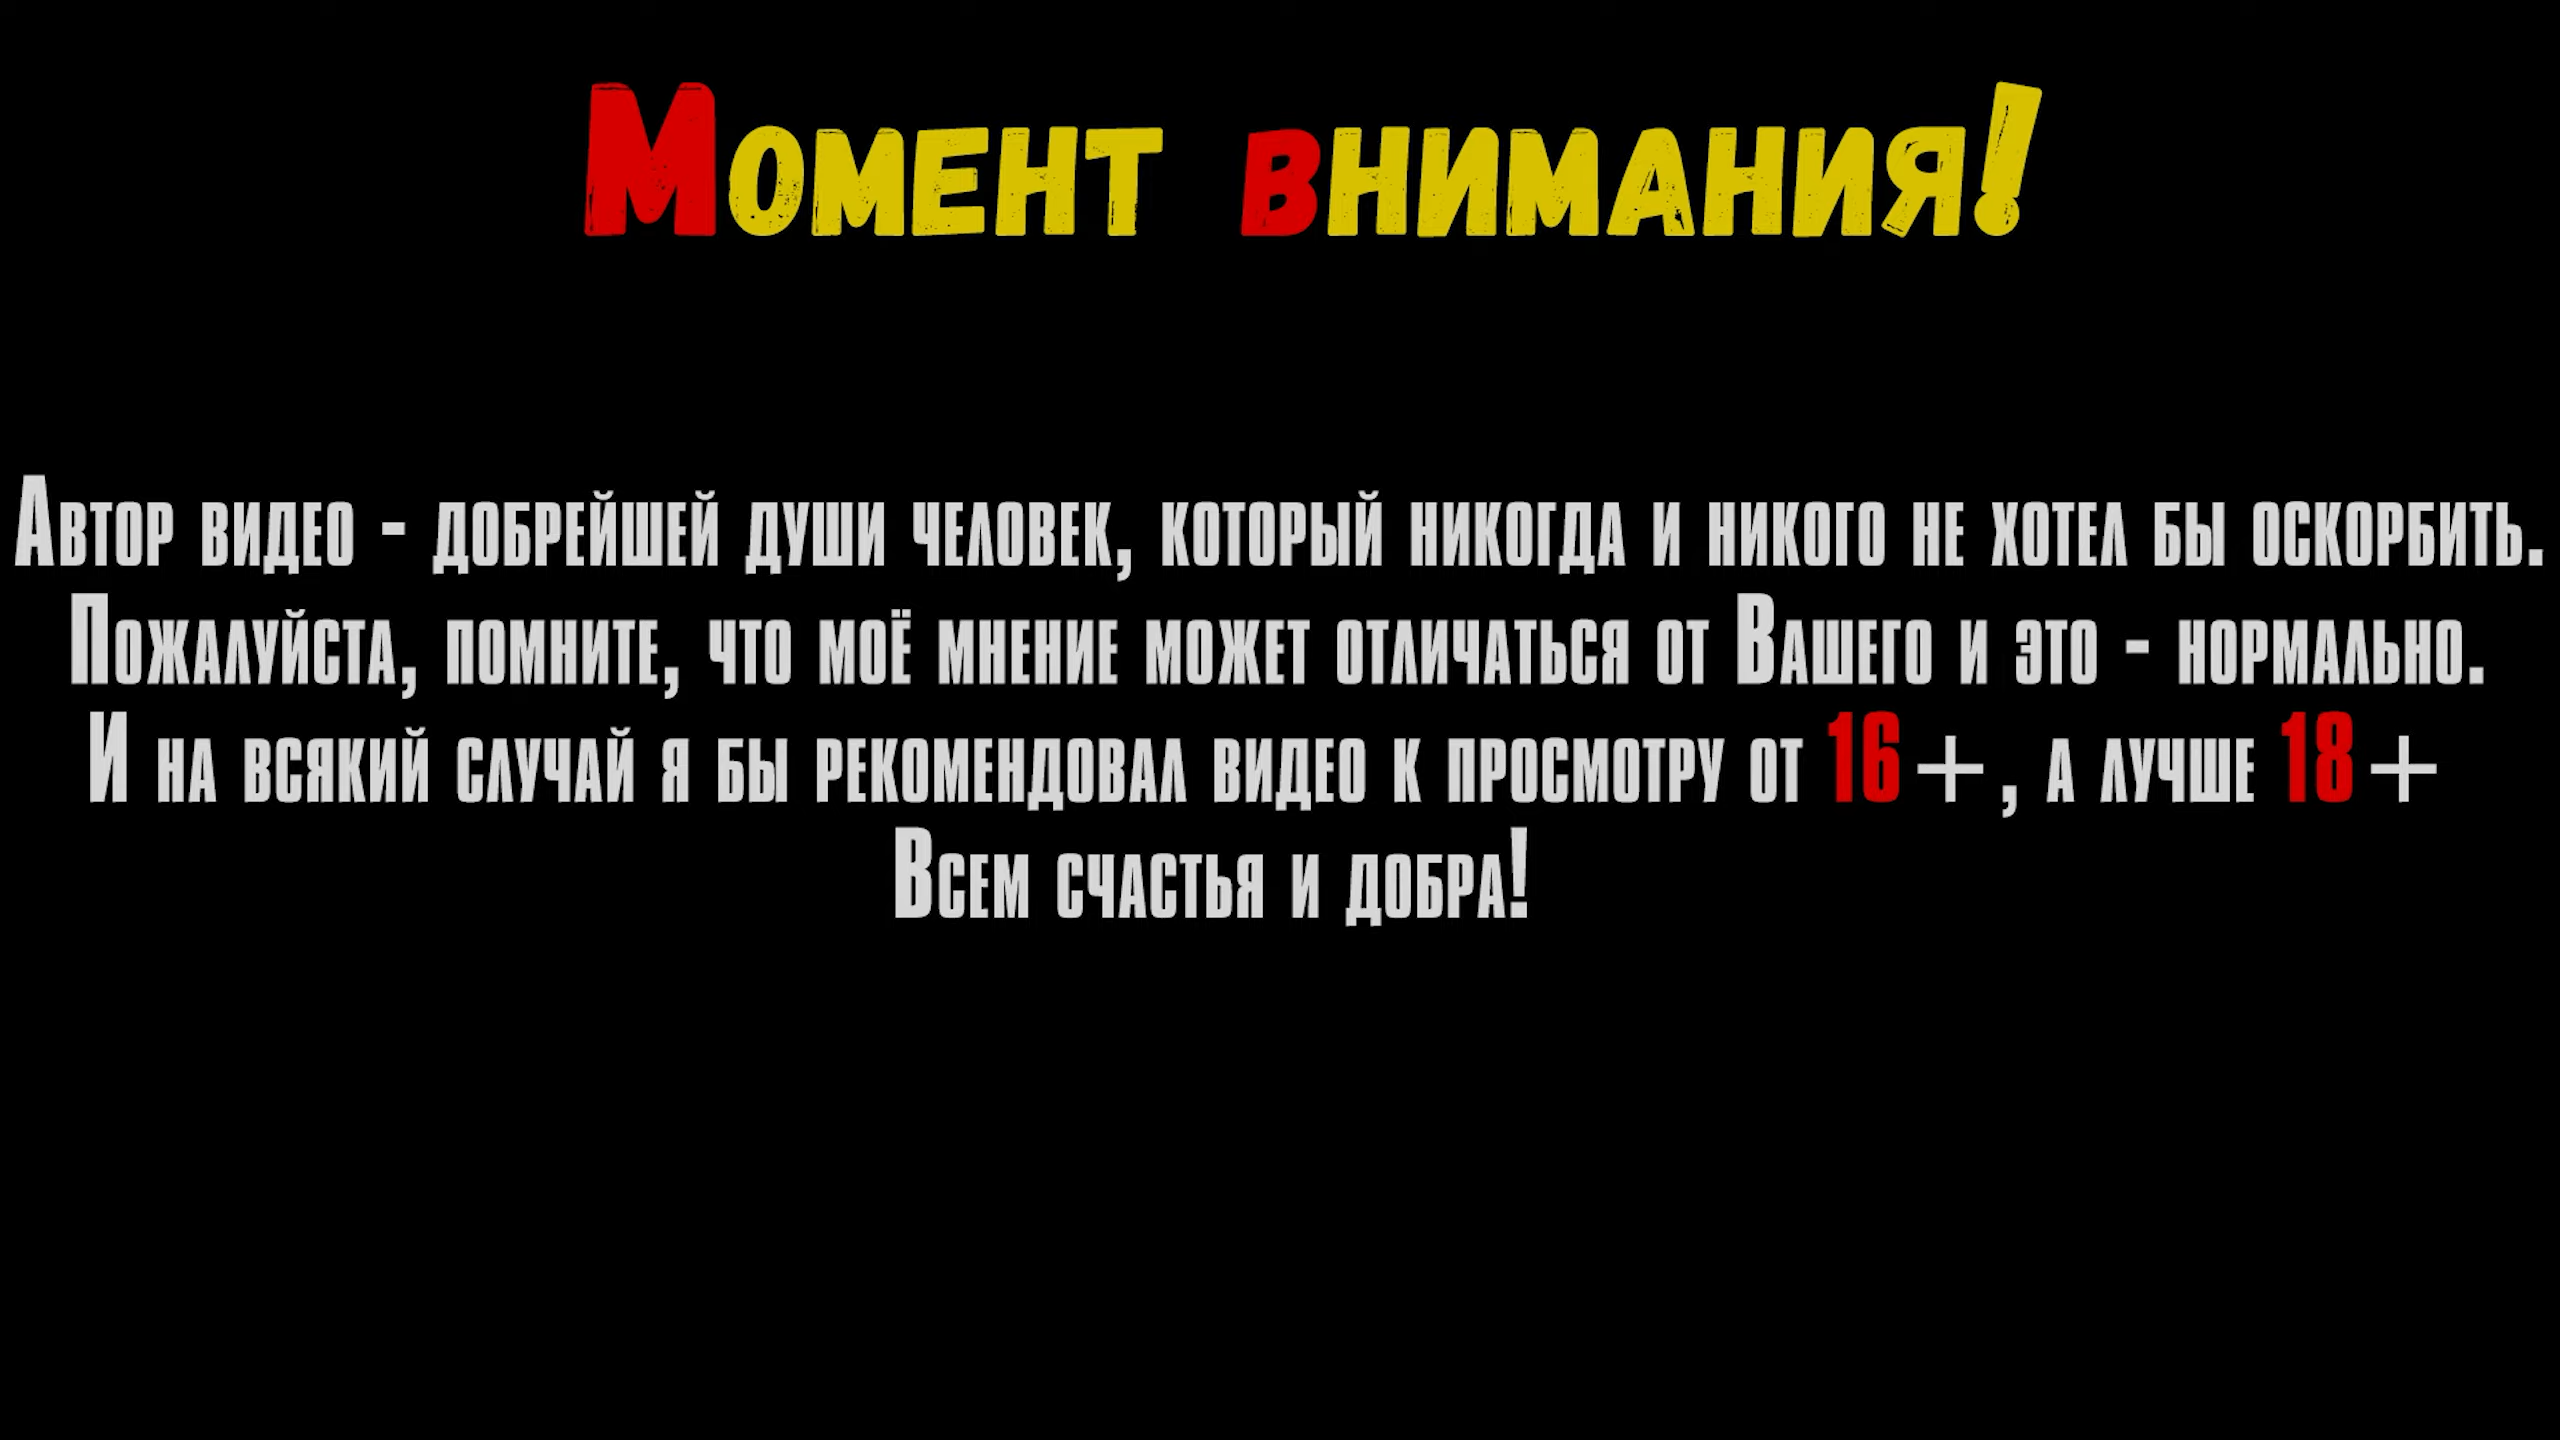 Момент внимания!
Автор видео - добрейшей души человек, который никогда и никого не хотел бы оскорбить.
Пожалуйста, помните, что моё мнение может отличаться от Вашего и это - нормально.
И на всякий случай я бы рекомендовал видео к просмотру от 16+, а лучше 18+
Всем счастья и добра!